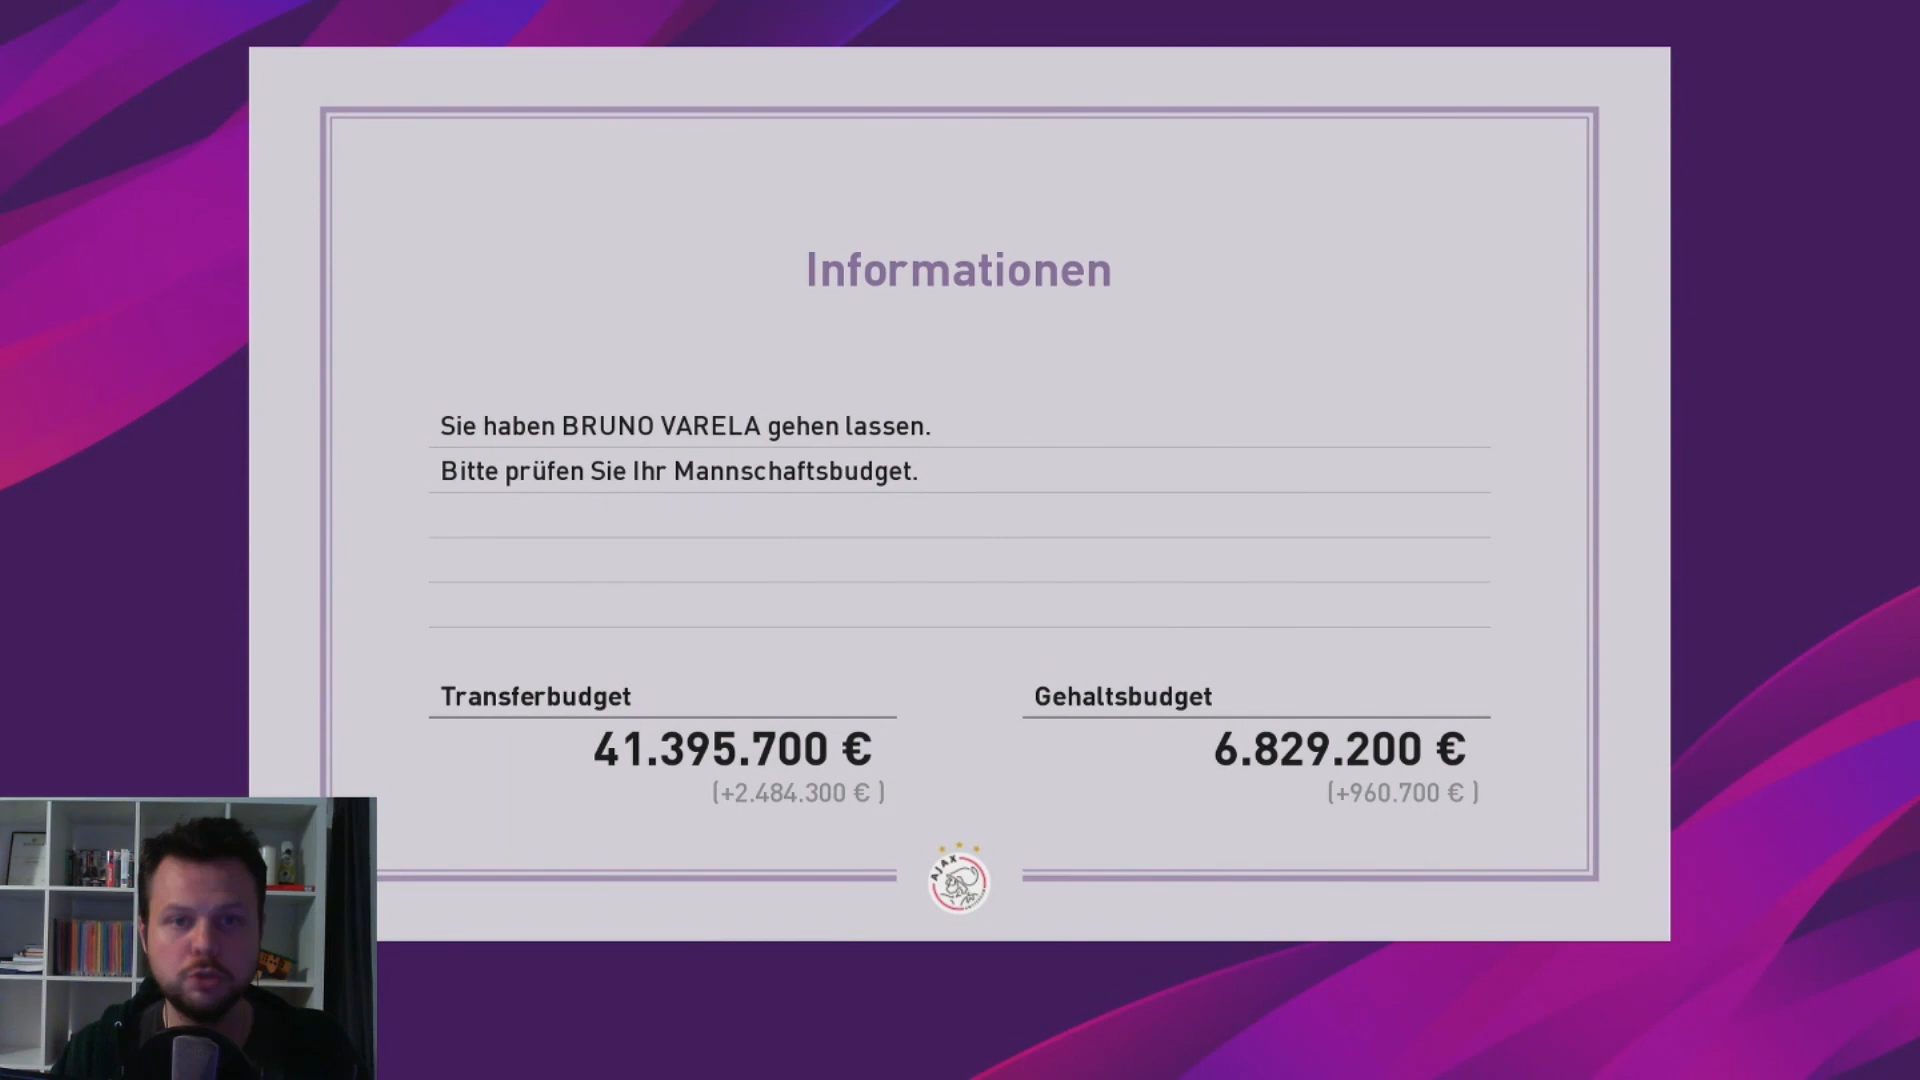 Informationen
Sie haben BRUNO VARELA gehen lassen.
Bitte prüfen Sie Ihr Mannschaftsbudget.
Transferbudget
41.395.700 €
(+2.484.300 € )
Gehaltsbudget
6.829.200 €
(+960.700 € )
AJAX